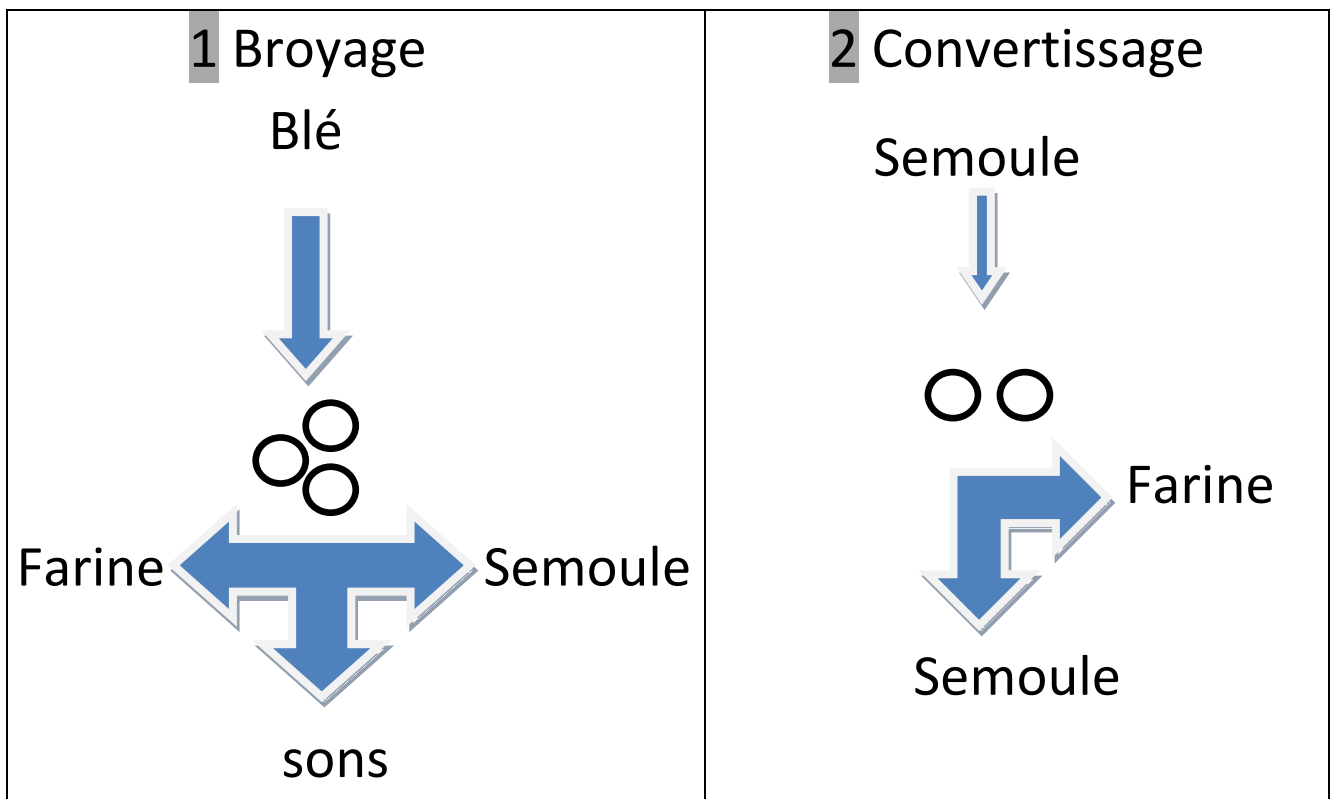 1 Broyage
Blé
Farine
Semoule
sons
2 Convertissage
Semoule
Farine
Semoule